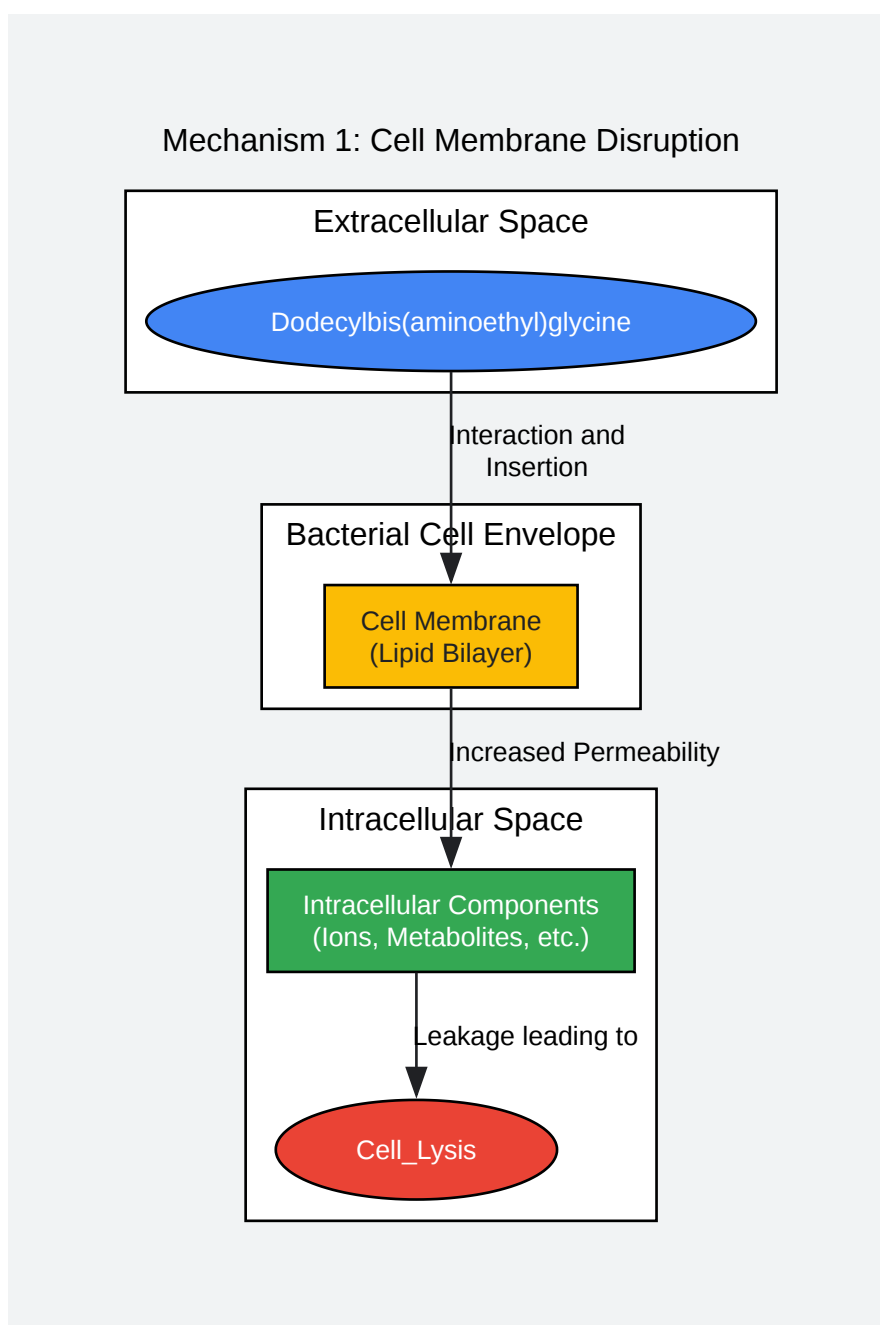 Mechanism 1: Cell Membrane Disruption
Extracellular Space
Dodecylbis(aminoethyl)glycine
Interaction and
Insertion
Bacterial Cell Envelope
Cell Membrane
(Lipid Bilayer)
Increased Permeability
Intracellular Space
Intracellular Components
(Ions, Metabolites, etc.)
Leakage leading to
Cell_Lysis